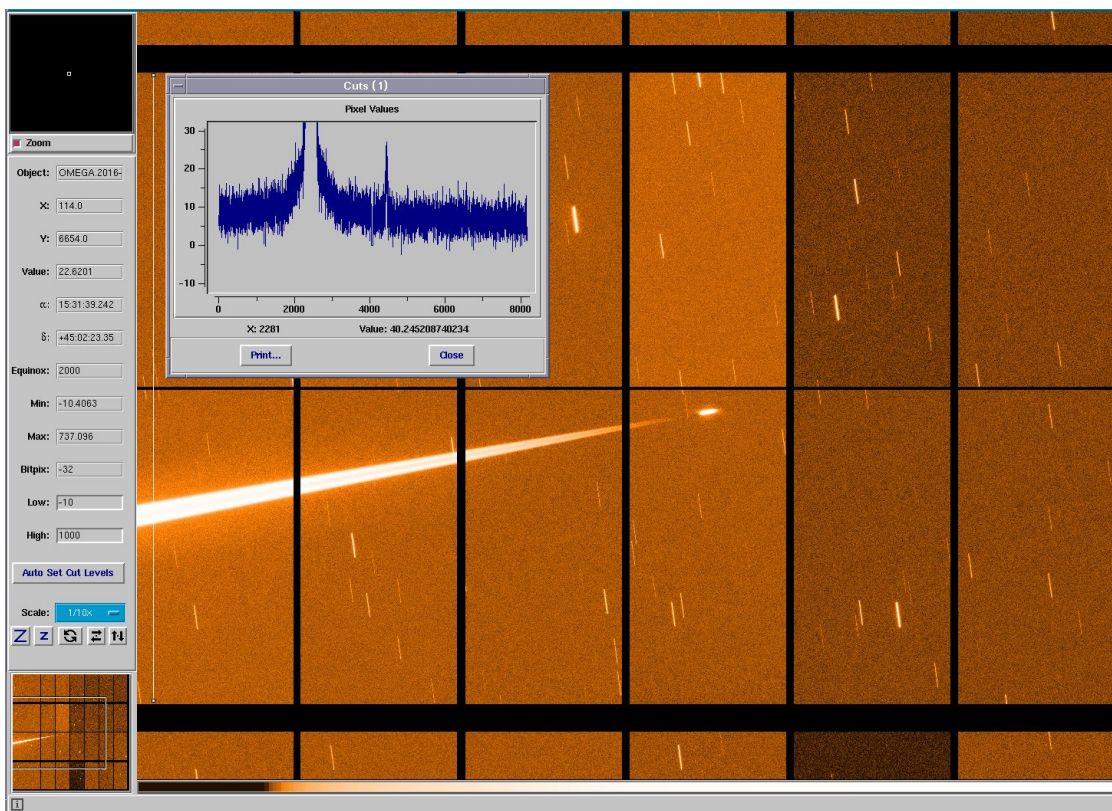 Cuts (1)
Pixel Values
30
20
10
0
-10
0 2000 4000 6000 8000
X: 2281 Value: 40.245208740234
Print... Close
Zoom
Object: OMEGA.2016-
X: 114.0
Y: 6654.0
Value: 22.6201
α: 15:31:39.242
δ: +45:02:23.35
Equinox: 2000
Min: -10.4063
Max: 737.096
Bitpix: -32
Low: -10
High: 1000
Auto Set Cut Levels
Scale: 1/10x
Z z
i